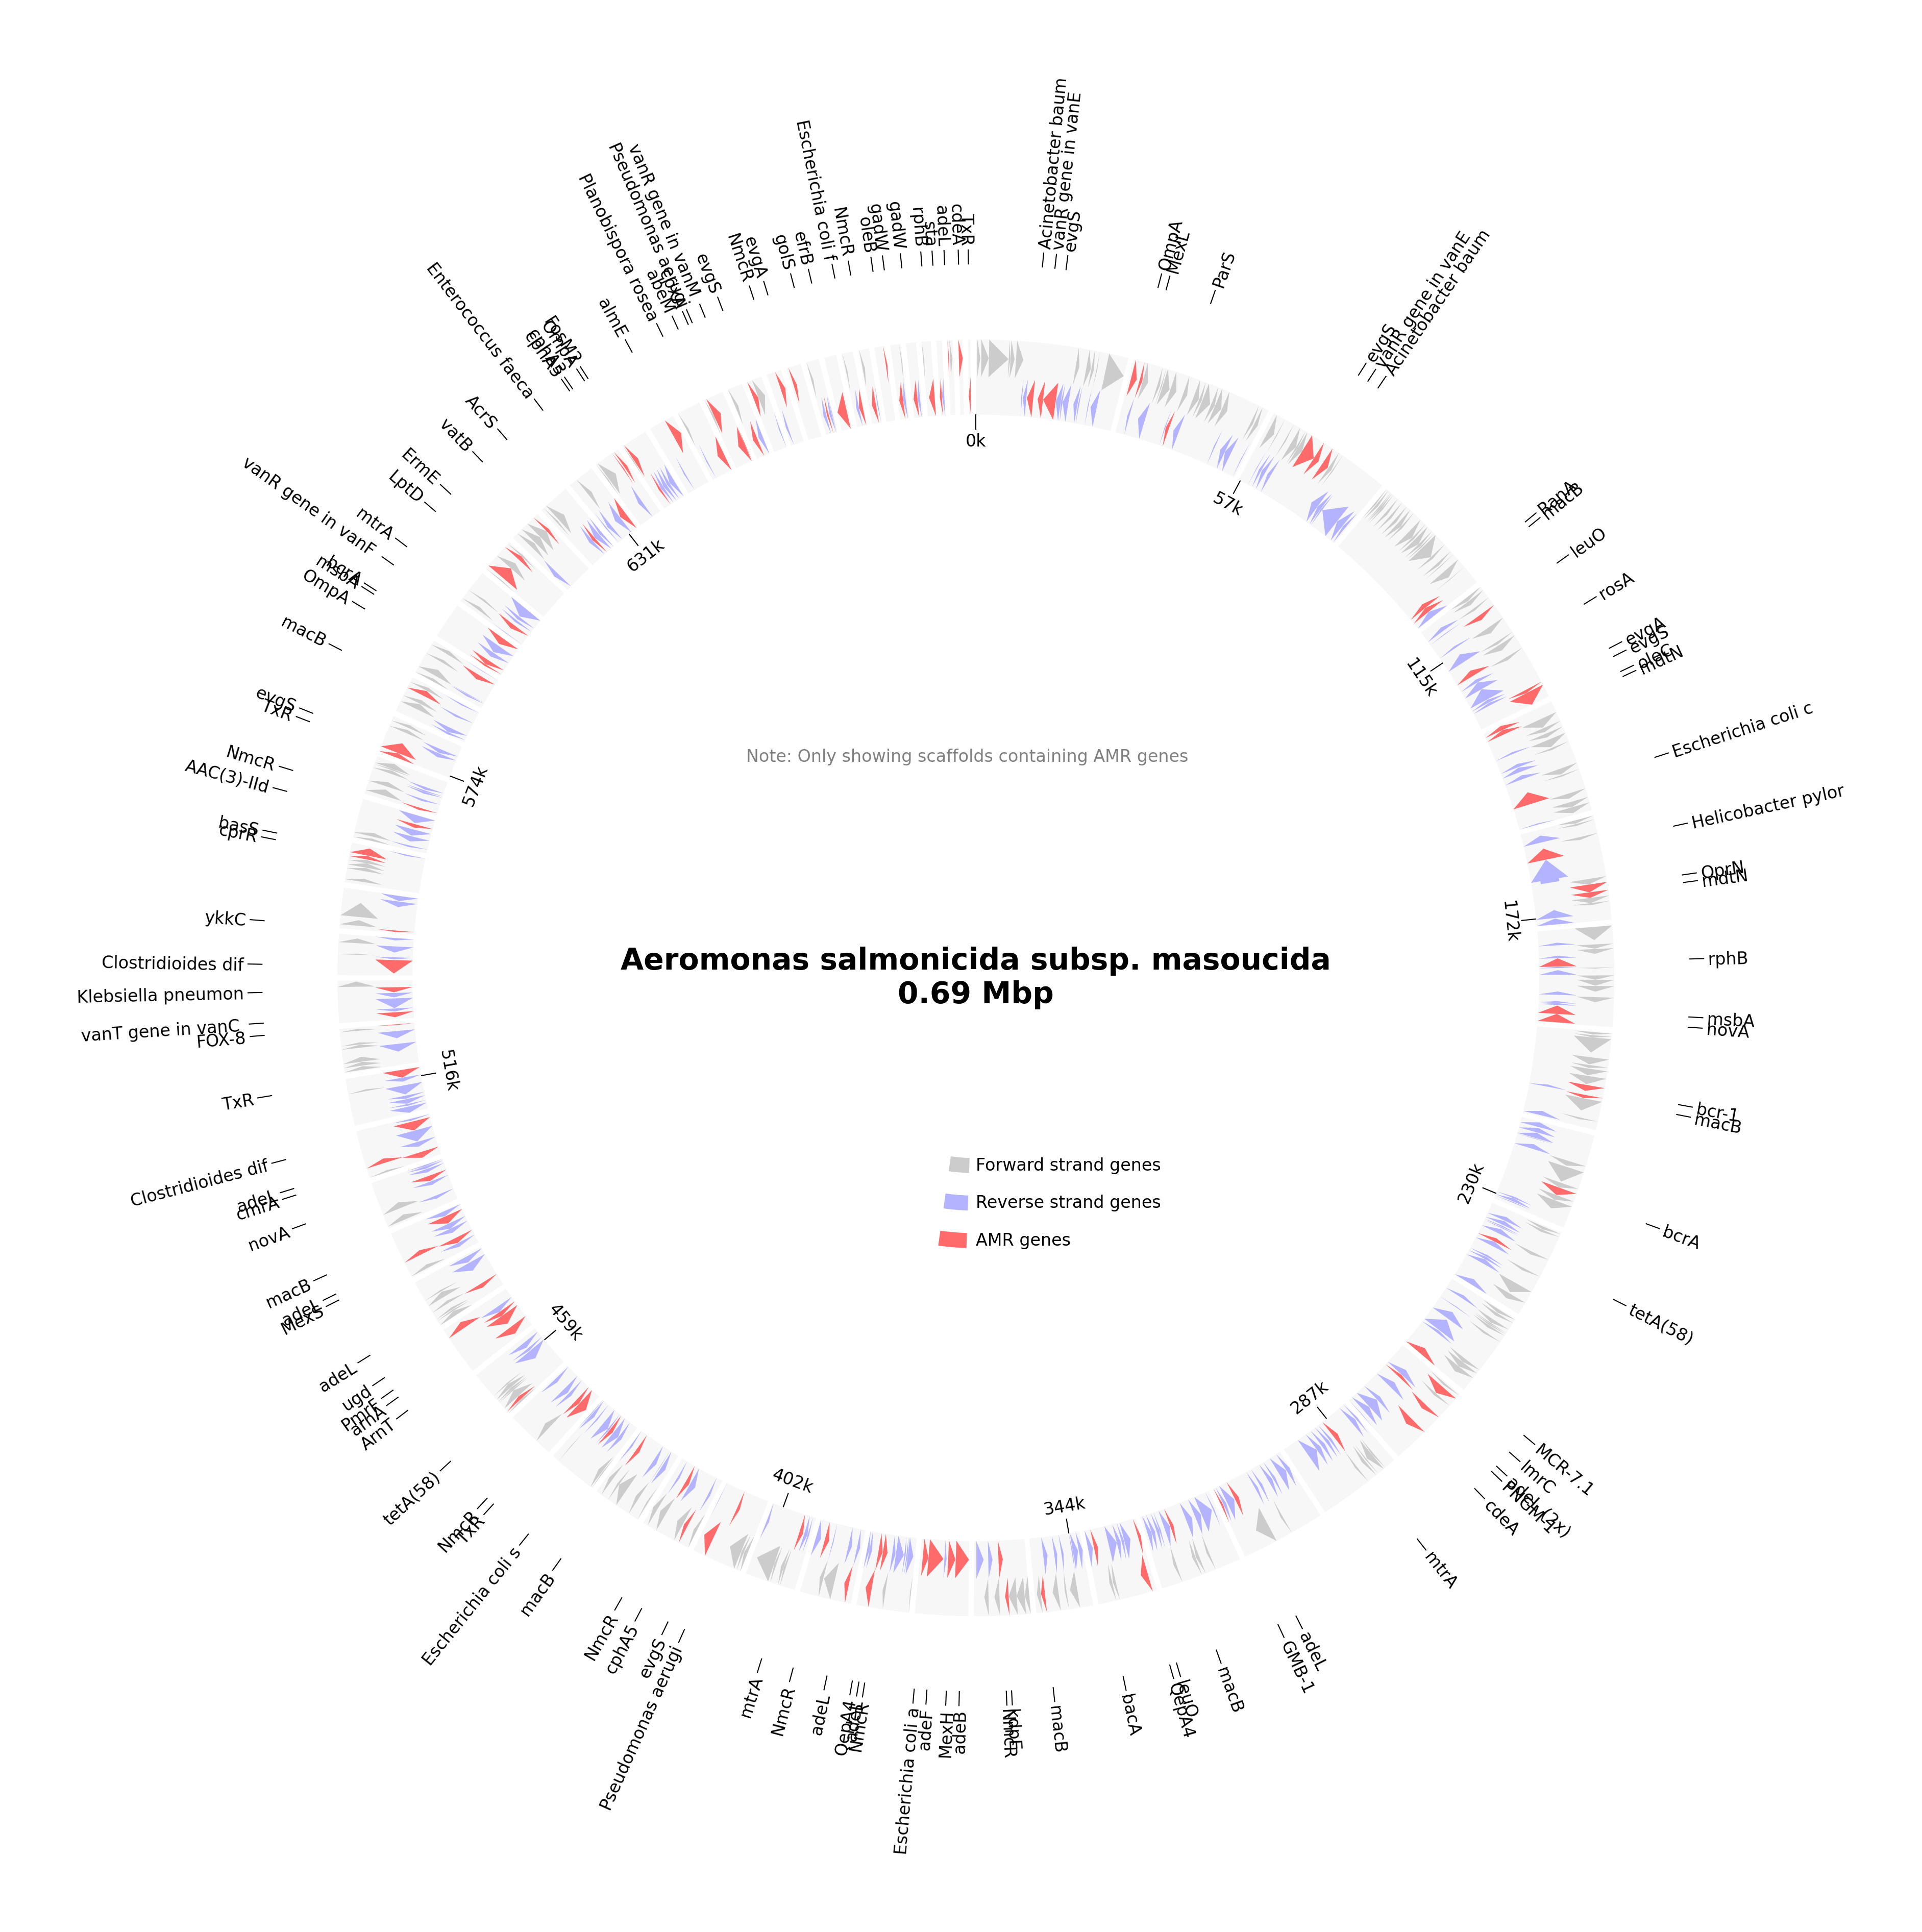 Aeromonas salmonicida subsp. masoucida
0.69 Mbp
Note: Only showing scaffolds containing AMR genes
Forward strand genes
Reverse strand genes
AMR genes
0k
57k
115k
172k
230k
287k
344k
402k
459k
516k
574k
631k
Acinetobacter baum
vanR gene in vanE
evgS
OmpA
MexL
ParS
evgS
vanR gene in vanE
Acinetobacter baum
RanA
macB
leuO
rosA
evgA
evgS
oleC
mdtN
Escherichia coli c
Helicobacter pylor
OprN
mdtN
rphB
msbA
novA
bcr-1
macB
bcrA
tetA(58)
MCR-7.1
lmrC
adeL (2x)
PNGM-1
cdeA
mtrA
adeL
GMB-1
macB
leuO
QepA4
bacA
macB
kdpE
NmcR
adeB
MexH
adeF
Escherichia coli a
NmcR
QepA4
adeL
NmcR
mtrA
Pseudomonas aerugi
evgS
cphA5
NmcR
macB
Escherichia coli s
TxR
NmcR
tetA(58)
ArnT
arnA
PmrF
ugd
adeL
MexS
adeL
macB
novA
cmrA
adeL
Clostridioides dif
TxR
FOX-8
vanT gene in vanC
Klebsiella pneumon
Clostridioides dif
ykkC
cprR
basS
AAC(3)-IId
NmcR
TxR
evgS
macB
OmpA
msbA
bcrA
vanR gene in vanF
mtrA
LptD
ErmE
vatB
AcrS
Enterococcus faeca
cphA5
OmpA
almE
Planobispora rosea
abeM
Pseudomonas aerugi
vanR gene in vanM
evgS
NmcR
evgA
golS
efrB
Escherichia coli f
NmcR
oleB
gadW
gadW
rphB
sta
adeL
cdeA
TxR